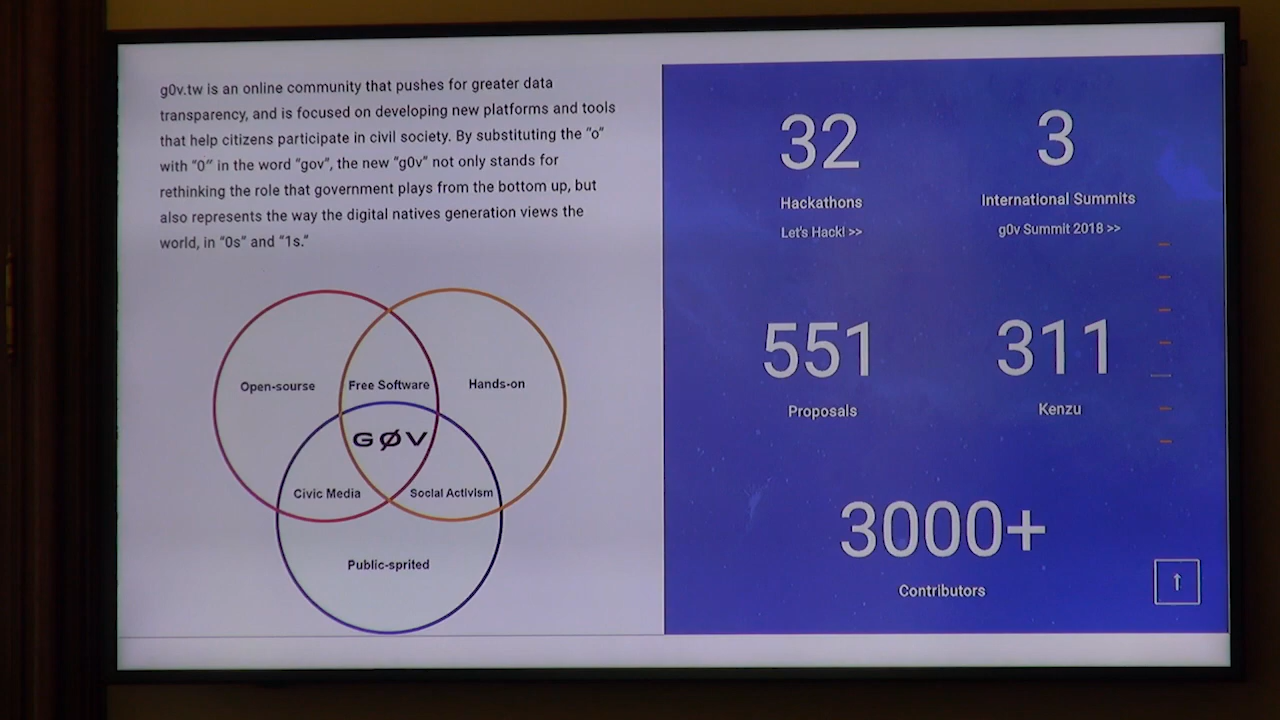 g0v.tw is an online community that pushes for greater data
transparency, and is focused on developing new platforms and tools
that help citizens participate in civil society. By substituting the "o"
with "0" in the word "gov", the new "g0v" not only stands for
rethinking the role that government plays from the bottom up, but
also represents the way the digital natives generation views the
world, in "0s" and "1s."
Open-sourse
Free Software
Hands-on
GØV
Civic Media
Social Activism
Public-sprited
32
Hackathons
Let's Hack! >>
3
International Summits
g0v Summit 2018 >>
551
Proposals
311
Kenzu
3000+
Contributors
↑